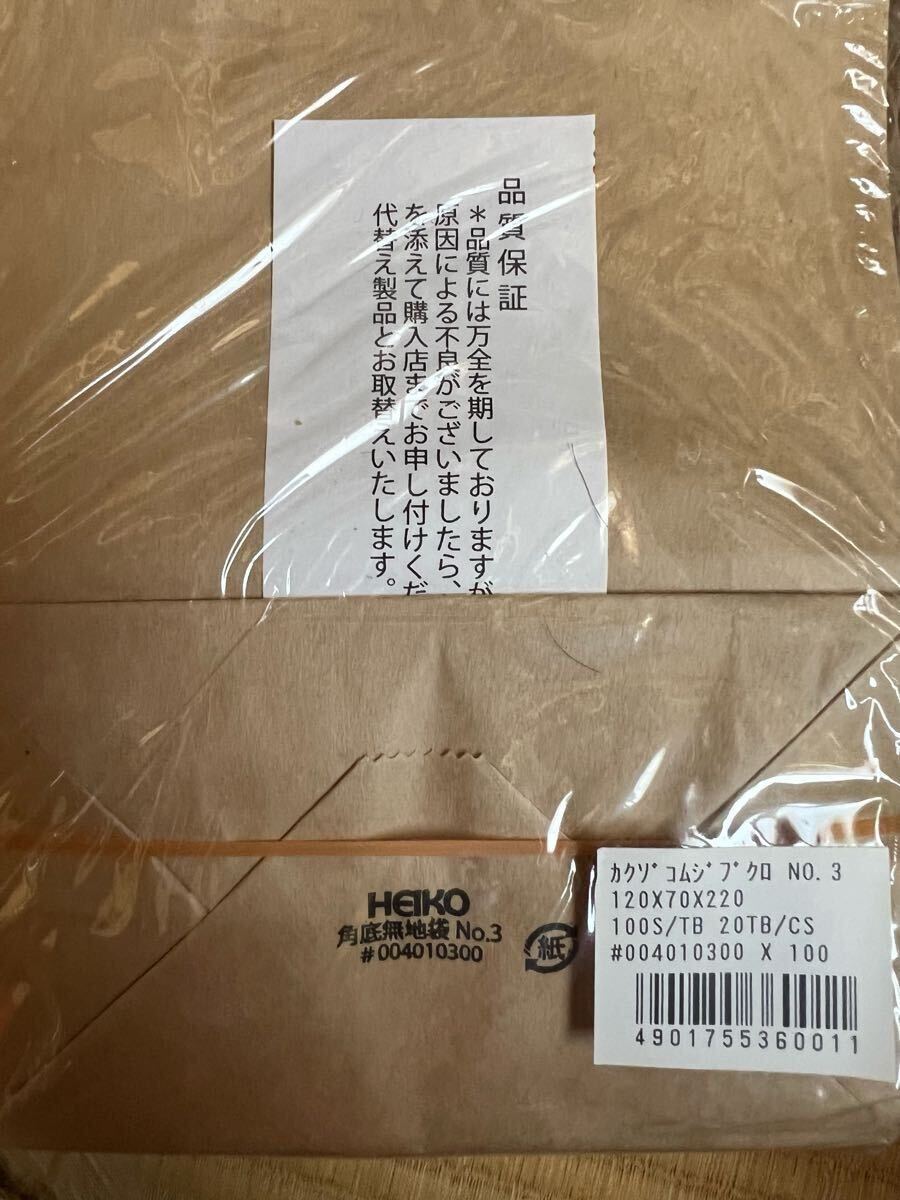 品質保証
＊品質には万全を期しておりますが
原因による不良がございましたら、
を添えて購入店までお申し付けくだ
代替え製品とお取替えいたします。
HEIKO
角底無地袋 No.3
#004010300
紙
ｶｸｿﾞｺﾑｼﾞﾌﾞｸﾛ NO. 3
120X70X220
100S/TB 20TB/CS
#004010300 X 100
4901755360011